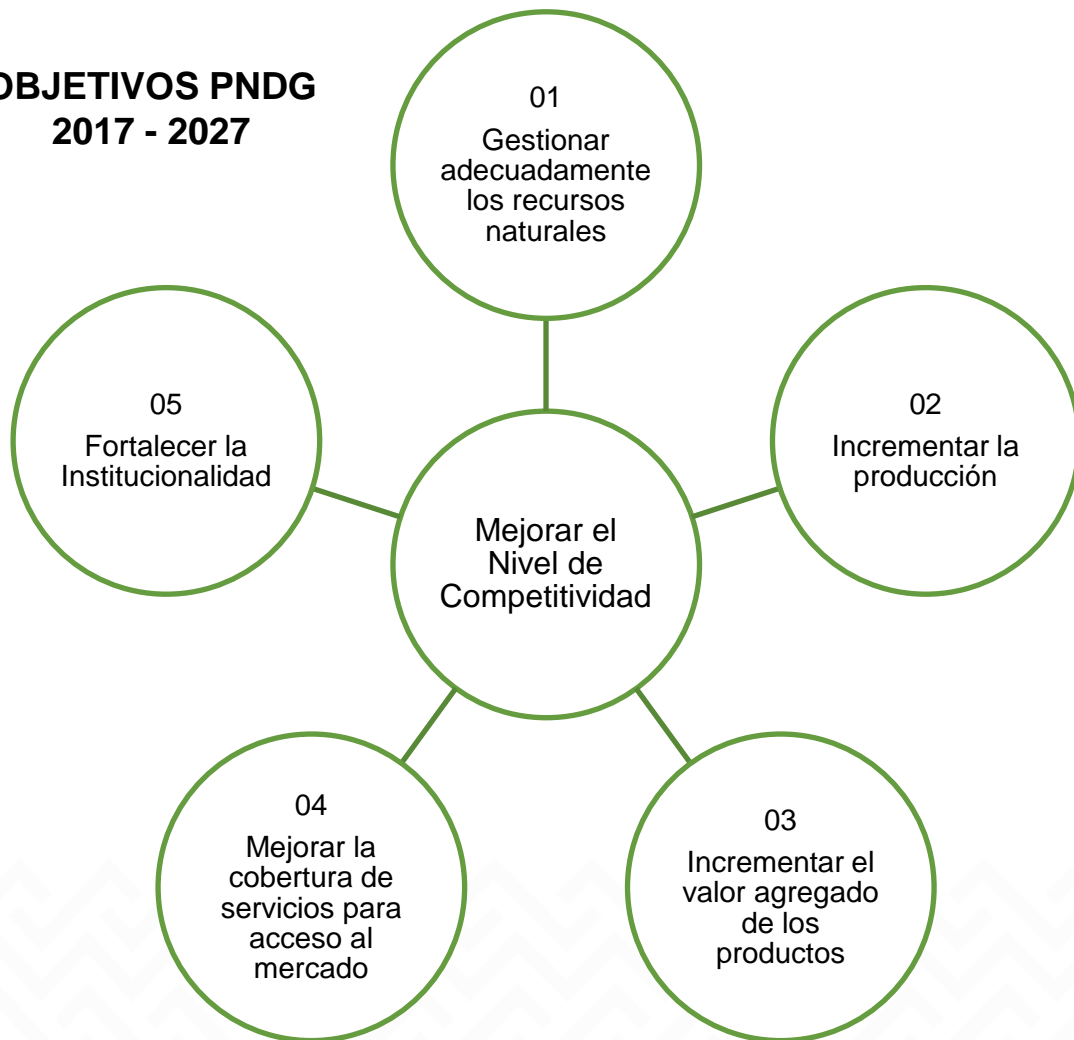 OBJETIVOS PNDG
2017 - 2027
01
Gestionar
adecuadamente
los recursos
naturales
02
Incrementar la
producción
03
Incrementar el
valor agregado
de los
productos
04
Mejorar la
cobertura de
servicios para
acceso al
mercado
05
Fortalecer la
Institucionalidad
Mejorar el
Nivel de
Competitividad